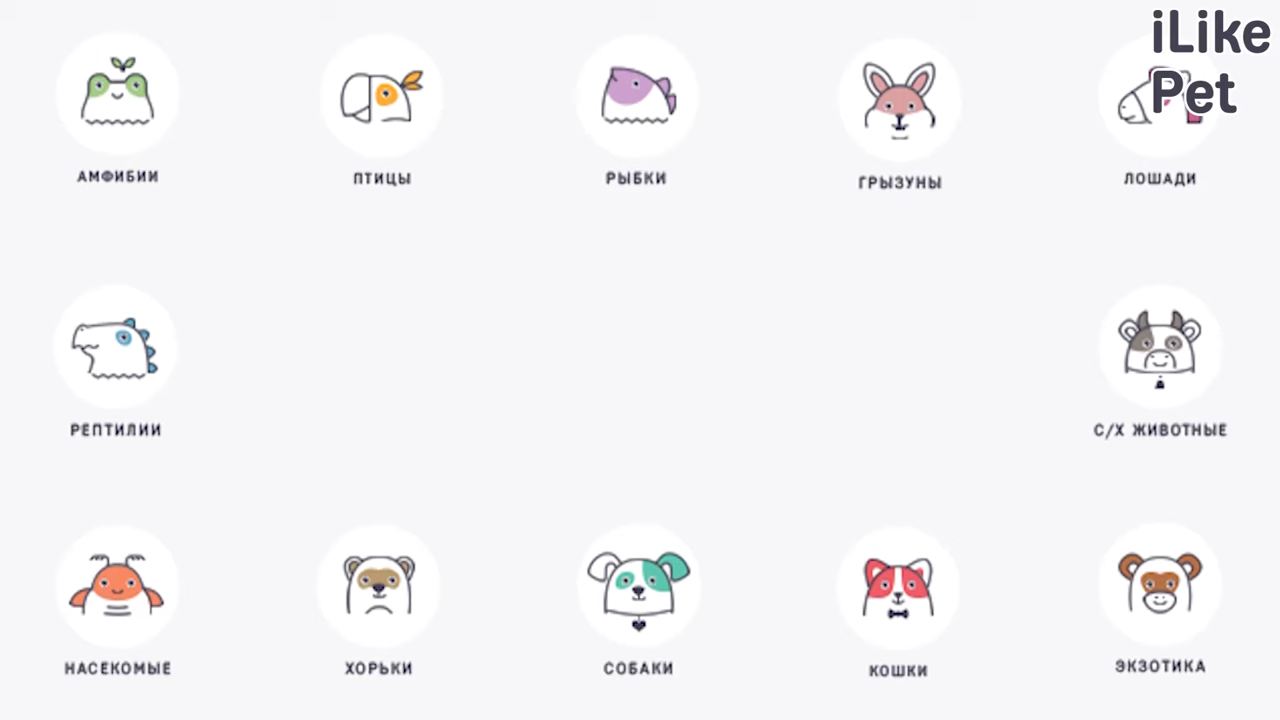 iLike
Pet
АМФИБИИ
ПТИЦЫ
РЫБКИ
ГРЫЗУНЫ
ЛОШАДИ
РЕПТИЛИИ
С/Х ЖИВОТНЫЕ
НАСЕКОМЫЕ
ХОРЬКИ
СОБАКИ
КОШКИ
ЭКЗОТИКА